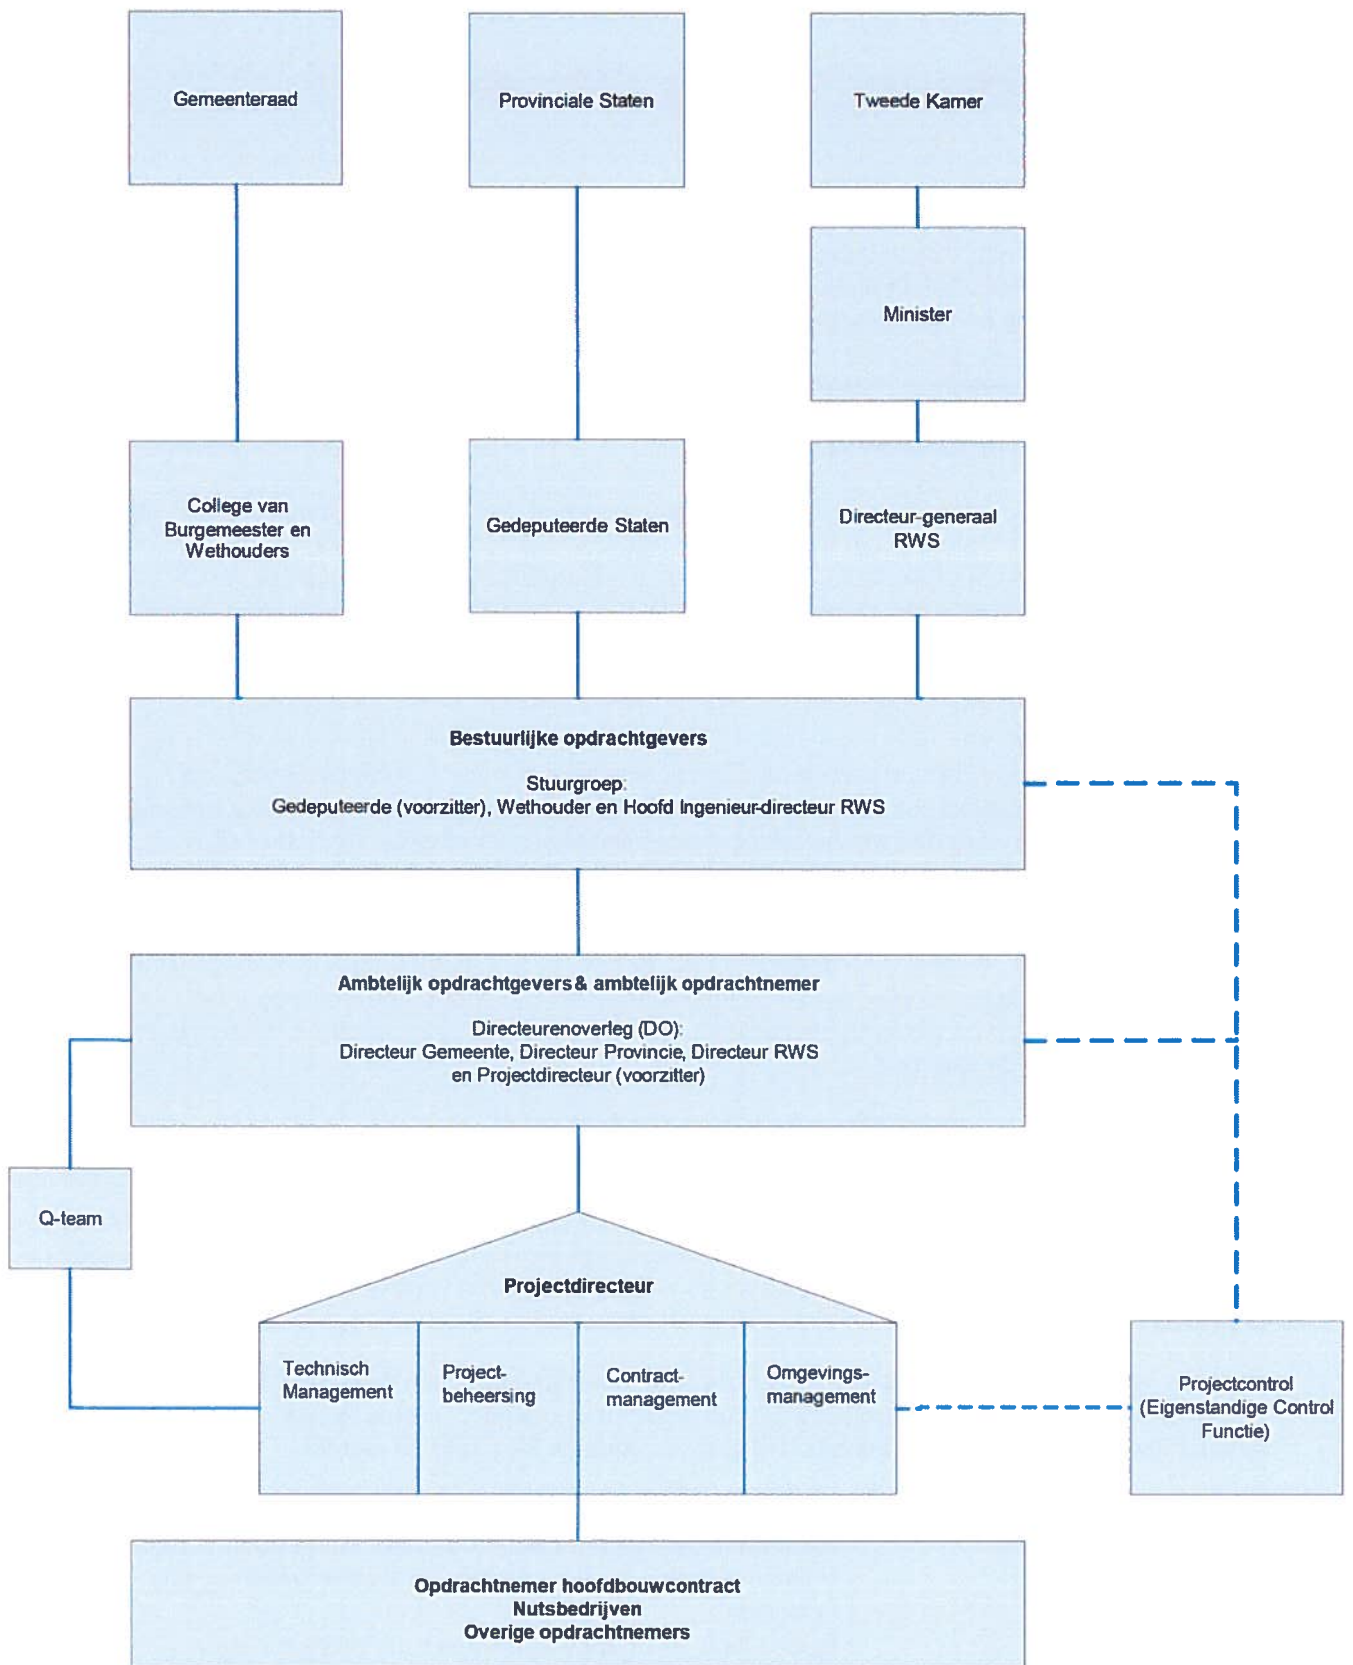 Gemeenteraad
Provinciale Staten
Tweede Kamer
Minister
College van
Burgemeester en
Wethouders
Gedeputeerde Staten
Directeur-generaal
RWS
Bestuurlijke opdrachtgevers
Stuurgroep:
Gedeputeerde (voorzitter), Wethouder en Hoofd Ingenieur-directeur RWS
Ambtelijk opdrachtgevers & ambtelijk opdrachtnemer
Directeurenoverleg (DO):
Directeur Gemeente, Directeur Provincie, Directeur RWS
en Projectdirecteur (voorzitter)
Q-team
Projectdirecteur
Technisch
Management
Project-
beheersing
Contract-
management
Omgevings-
management
Projectcontrol
(Eigenstandige Control
Functie)
Opdrachtnemer hoofdbouwcontract
Nutsbedrijven
Overige opdrachtnemers